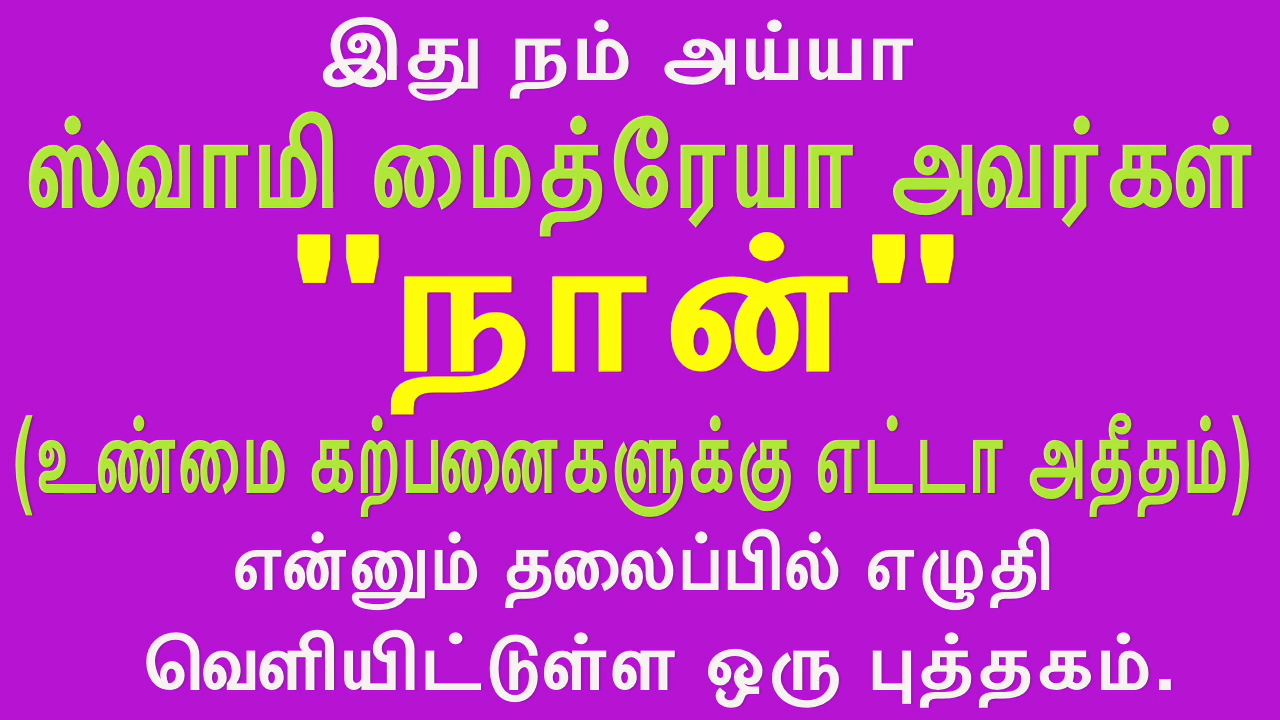 இது நம் அய்யா
ஸ்வாமி மைத்ரேயா அவர்கள்
"நான்"
(உண்மை கற்பனைகளுக்கு எட்டா அதீதம்)
என்னும் தலைப்பில் எழுதி
வெளியிட்டுள்ள ஒரு புத்தகம்.